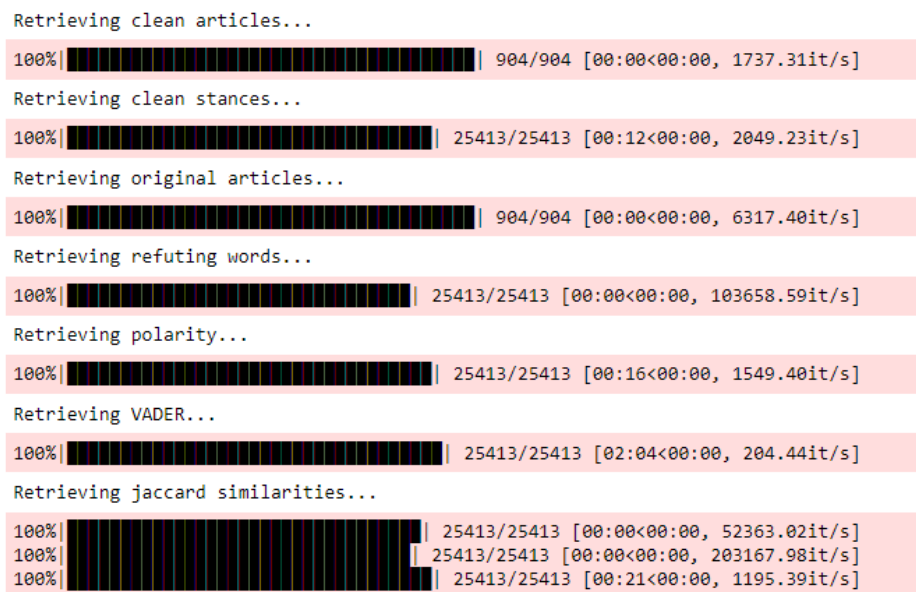 Retrieving clean articles...
100%|██████████| 904/904 [00:00<00:00, 1737.31it/s]
Retrieving clean stances...
100%|██████████| 25413/25413 [00:12<00:00, 2049.23it/s]
Retrieving original articles...
100%|██████████| 904/904 [00:00<00:00, 6317.40it/s]
Retrieving refuting words...
100%|██████████| 25413/25413 [00:00<00:00, 103658.59it/s]
Retrieving polarity...
100%|██████████| 25413/25413 [00:16<00:00, 1549.40it/s]
Retrieving VADER...
100%|██████████| 25413/25413 [02:04<00:00, 204.44it/s]
Retrieving jaccard similarities...
100%|██████████| 25413/25413 [00:00<00:00, 52363.02it/s]
100%|██████████| 25413/25413 [00:00<00:00, 203167.98it/s]
100%|██████████| 25413/25413 [00:21<00:00, 1195.39it/s]